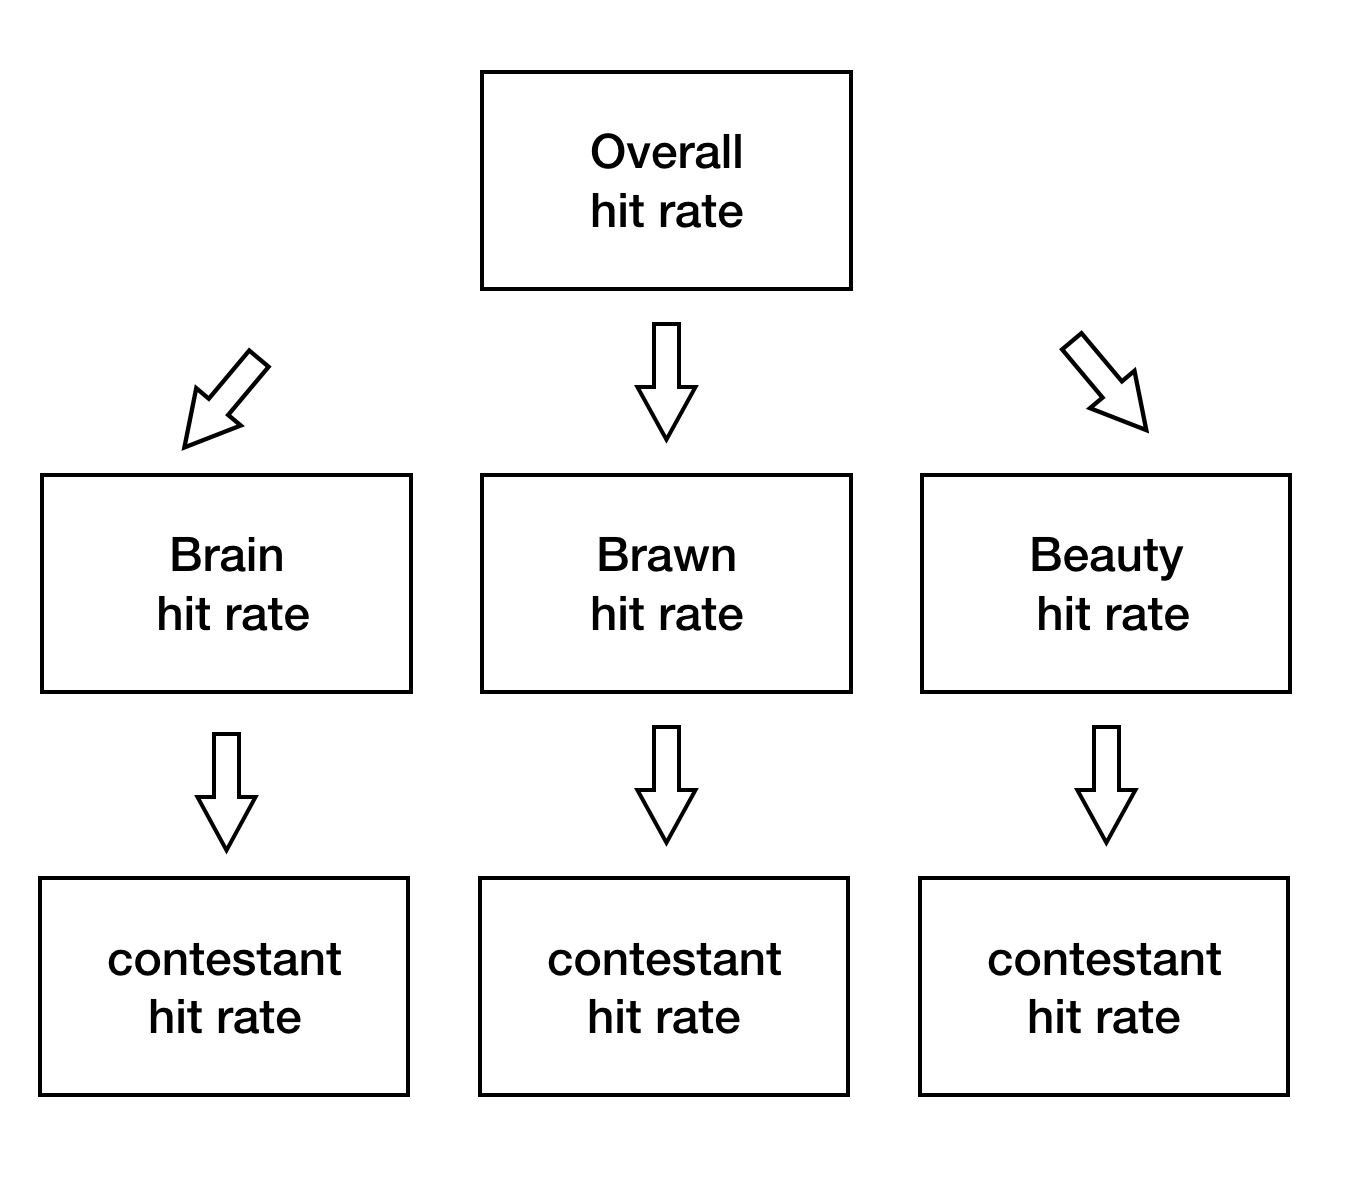 Overall
hit rate
Brain
hit rate
Brawn
hit rate
Beauty
hit rate
contestant
hit rate
contestant
hit rate
contestant
hit rate